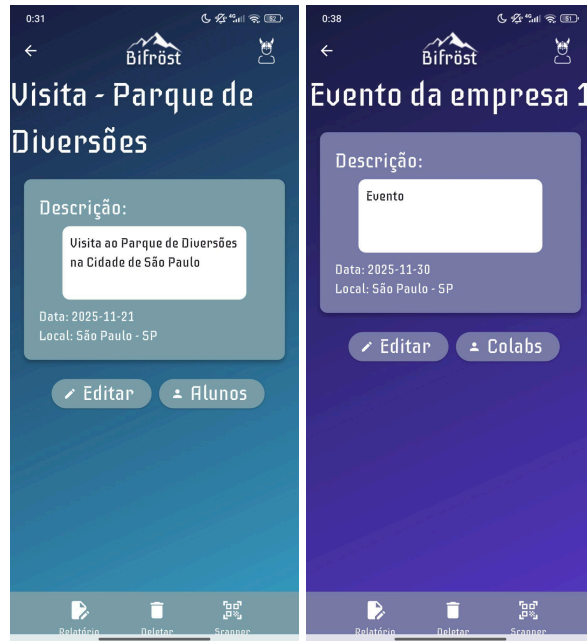 0:31
Bifröst
Visita - Parque de
Diversões
Descrição:
Visita ao Parque de Diversões
na Cidade de São Paulo
Data: 2025-11-21
Local: São Paulo - SP
Editar
Alunos
Relatório
Deletar
Scanner
0:38
Bifröst
Evento da empresa 1
Descrição:
Evento
Data: 2025-11-30
Local: São Paulo - SP
Editar
Colabs
Relatório
Deletar
Scanner